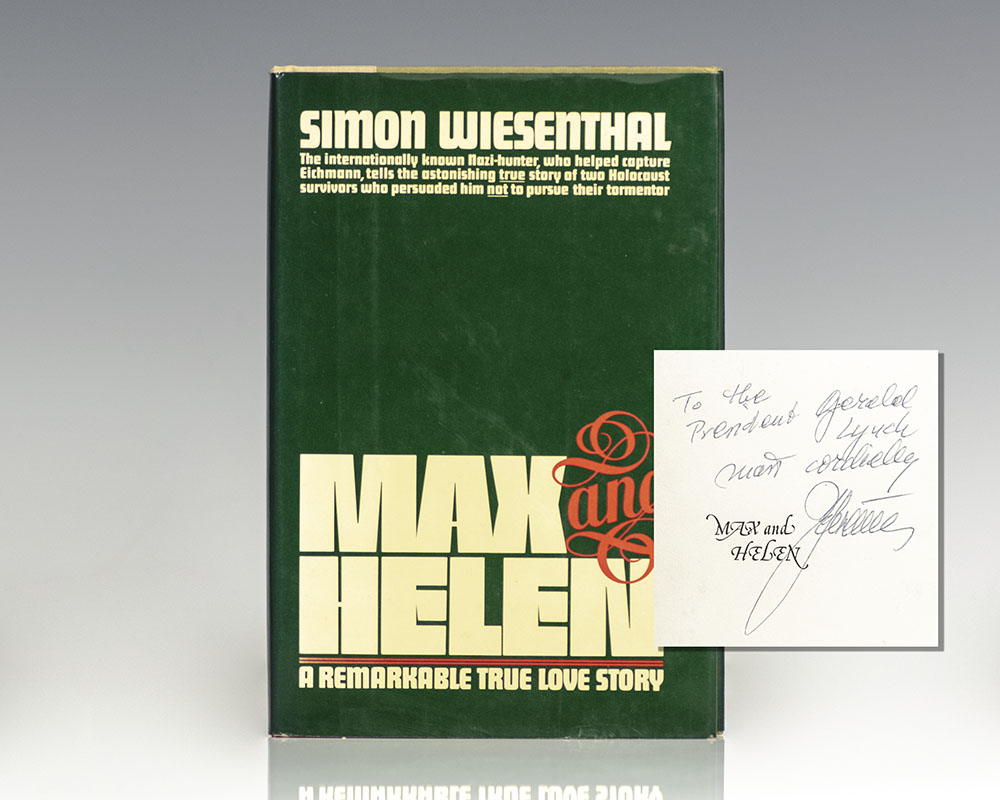 SIMON WIESENTHAL
The internationally known Nazi-hunter, who helped capture
Eichmann, tells the astonishing true story of two Holocaust
survivors who persuaded him not to pursue their tormentor
MAX and
HELEN
A REMARKABLE TRUE LOVE STORY
To the
President Gerald
Lynch
most cordially
MAX and
HELEN